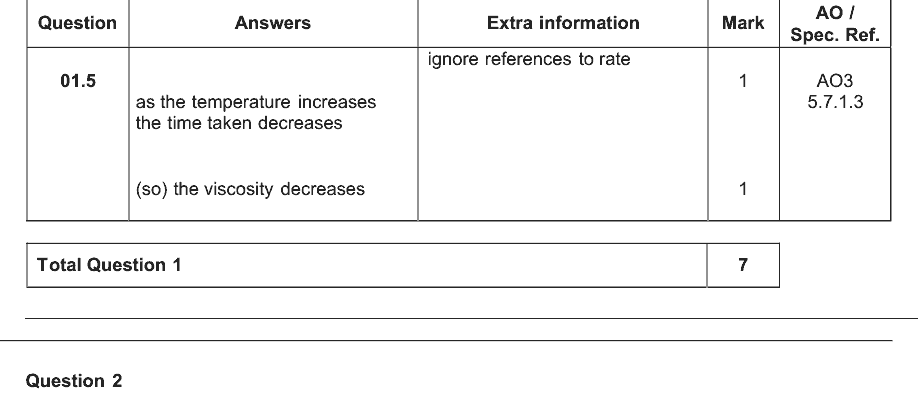 Question Answers Extra information Mark AO /
Spec. Ref.
ignore references to rate
01.5 1 AO3
as the temperature increases 5.7.1.3
the time taken decreases
(so) the viscosity decreases 1
Total Question 1 7
Question 2